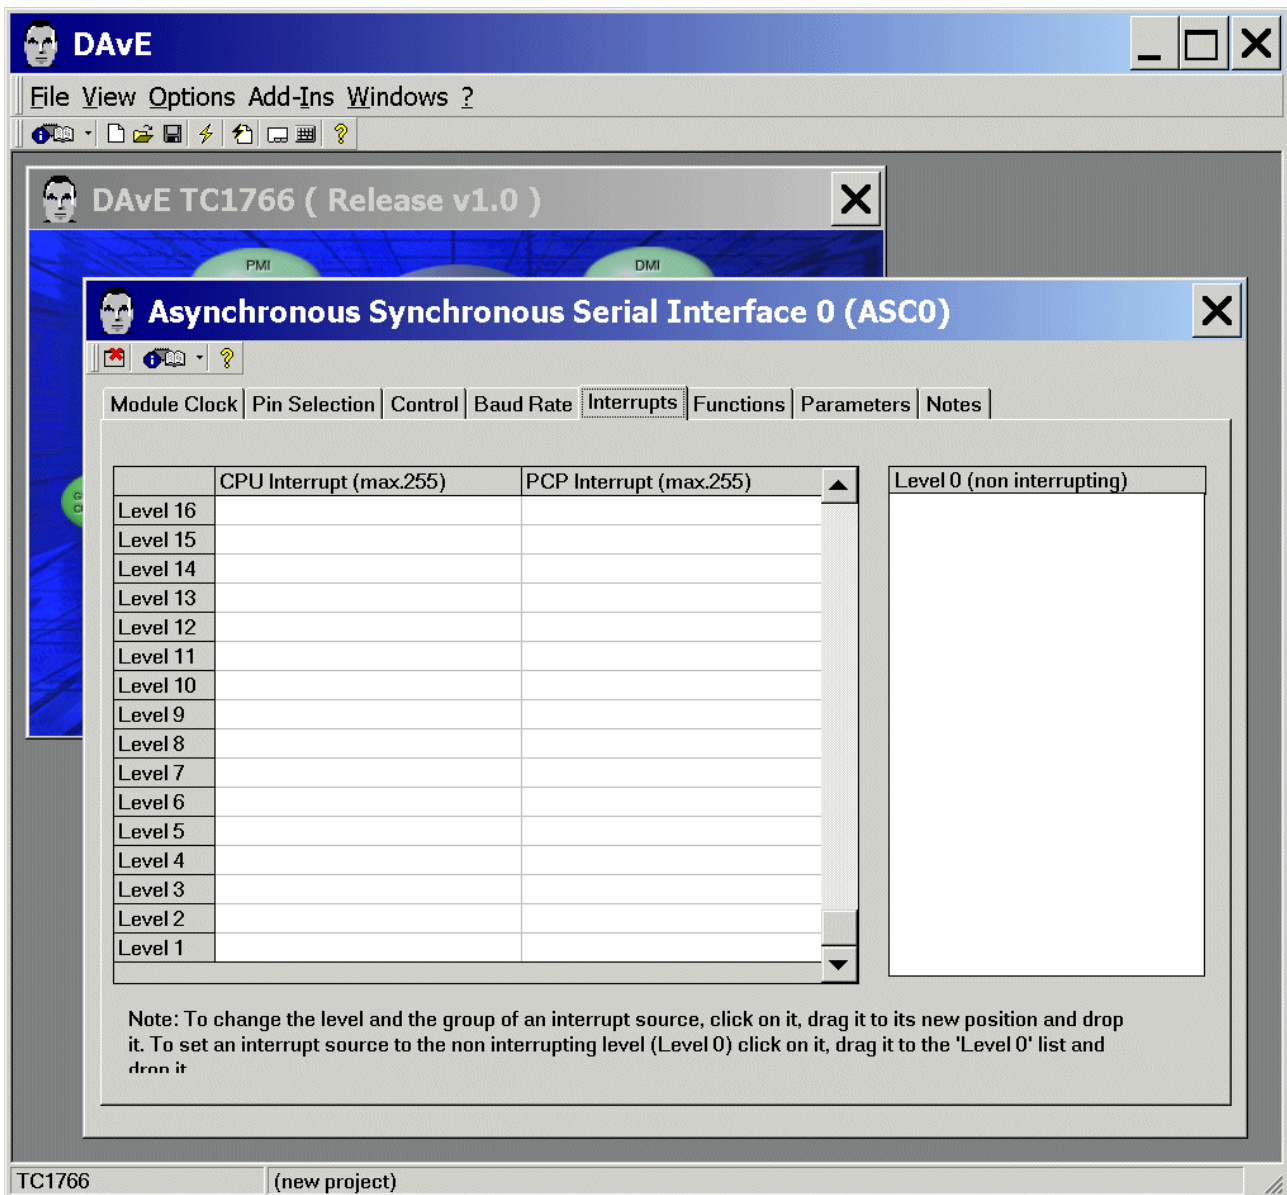 DAvE
File View Options Add-Ins Windows ?
DAvE TC1766 ( Release v1.0 )
PMI DMI
Asynchronous Synchronous Serial Interface 0 (ASC0)
Module Clock Pin Selection Control Baud Rate Interrupts Functions Parameters Notes
CPU Interrupt (max.255) PCP Interrupt (max.255) Level 0 (non interrupting)
Level 16
Level 15
Level 14
Level 13
Level 12
Level 11
Level 10
Level 9
Level 8
Level 7
Level 6
Level 5
Level 4
Level 3
Level 2
Level 1
Note: To change the level and the group of an interrupt source, click on it, drag it to its new position and drop
it. To set an interrupt source to the non interrupting level (Level 0) click on it, drag it to the 'Level 0' list and
drop it
TC1766 (new project)